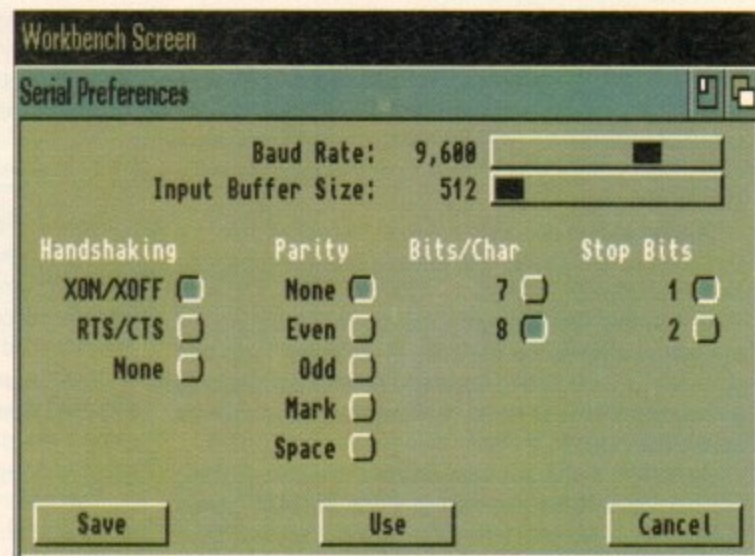 Workbench Screen
Serial Preferences
Baud Rate: 9,600
Input Buffer Size: 512
Handshaking Parity Bits/Char Stop Bits
XON/XOFF None 7 1
RTS/CTS Even 8 2
None Odd
Mark
Space
Save Use Cancel